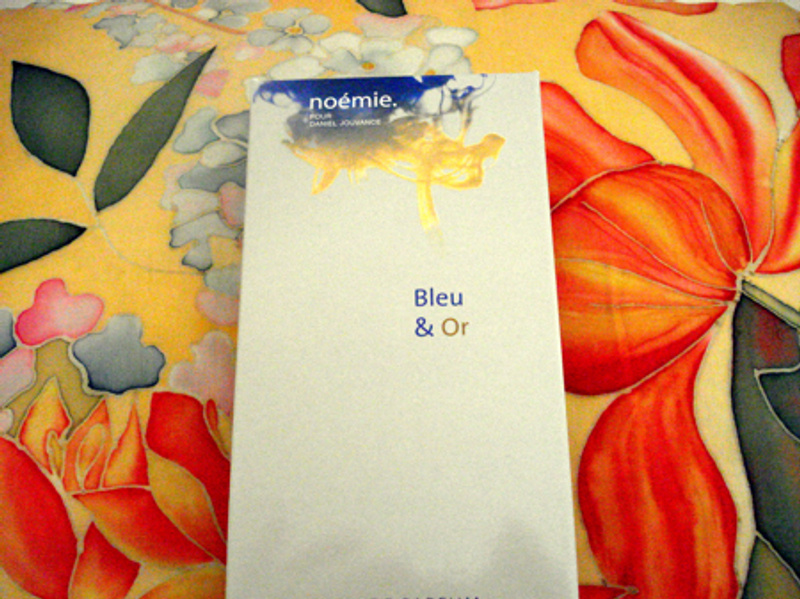 noémie.
POUR
DANIEL JOUVANCE
Bleu
& Or